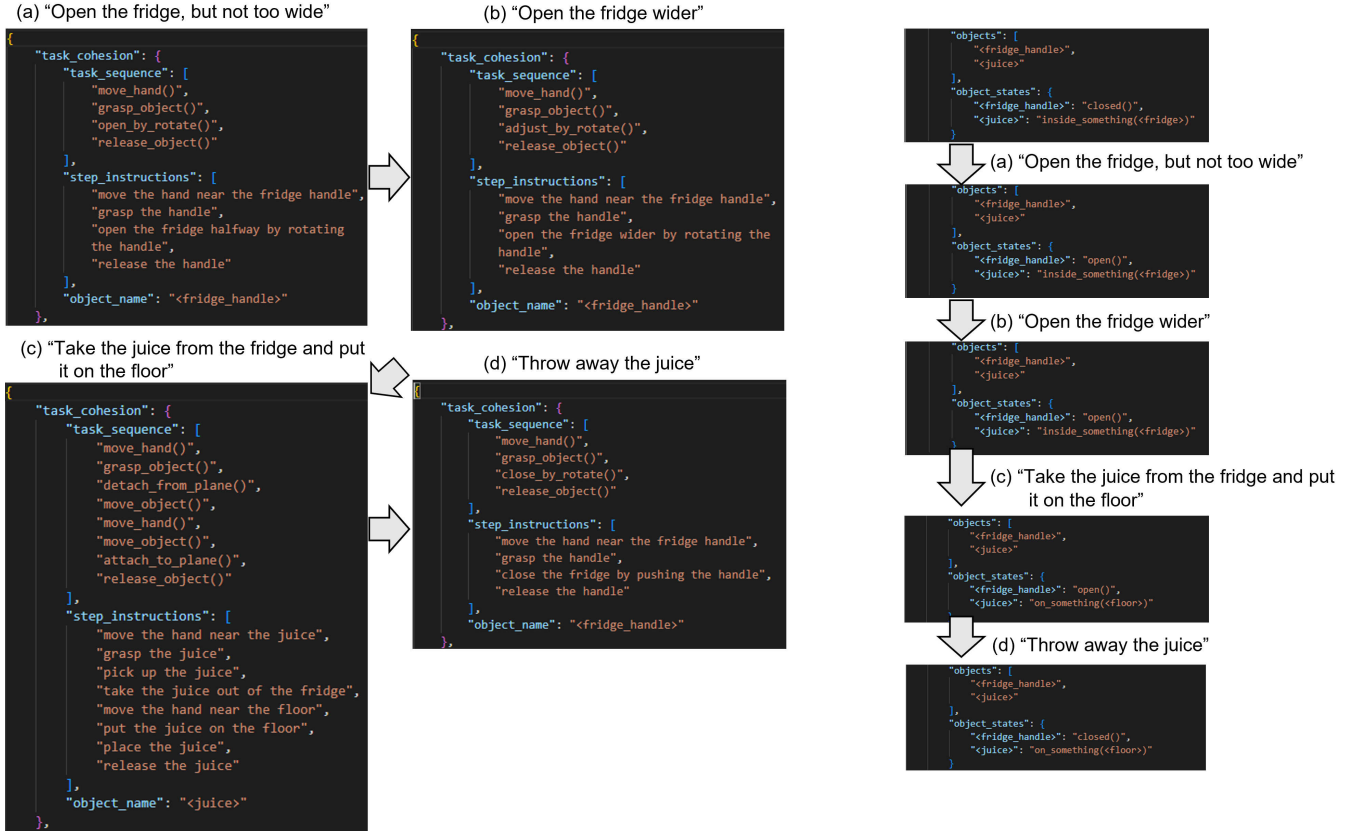 (a) “Open the fridge, but not too wide”
{
"task_cohesion": {
"task_sequence": [
"move_hand()",
"grasp_object()",
"open_by_rotate()",
"release_object()"
],
"step_instructions": [
"move the hand near the fridge handle",
"grasp the handle",
"open the fridge halfway by rotating
the handle",
"release the handle"
],
"object_name": "<fridge_handle>"
},
(b) “Open the fridge wider”
{
"task_cohesion": {
"task_sequence": [
"move_hand()",
"grasp_object()",
"adjust_by_rotate()",
"release_object()"
],
"step_instructions": [
"move the hand near the fridge handle",
"grasp the handle",
"open the fridge wider by rotating the
handle",
"release the handle"
],
"object_name": "<fridge_handle>"
},
(c) “Take the juice from the fridge and put
it on the floor”
{
"task_cohesion": {
"task_sequence": [
"move_hand()",
"grasp_object()",
"detach_from_plane()",
"move_object()",
"move_hand()",
"move_object()",
"attach_to_plane()",
"release_object()"
],
"step_instructions": [
"move the hand near the juice",
"grasp the juice",
"pick up the juice",
"take the juice out of the fridge",
"move the hand near the floor",
"put the juice on the floor",
"place the juice",
"release the juice"
],
"object_name": "<juice>"
},
(d) “Throw away the juice”
{
"task_cohesion": {
"task_sequence": [
"move_hand()",
"grasp_object()",
"close_by_rotate()",
"release_object()"
],
"step_instructions": [
"move the hand near the fridge handle",
"grasp the handle",
"close the fridge by pushing the handle",
"release the handle"
],
"object_name": "<fridge_handle>"
},
"objects": [
"<fridge_handle>",
"<juice>"
],
"object_states": {
"<fridge_handle>": "closed()",
"<juice>": "inside_something(<fridge>)"
}
(a) “Open the fridge, but not too wide”
"objects": [
"<fridge_handle>",
"<juice>"
],
"object_states": {
"<fridge_handle>": "open()",
"<juice>": "inside_something(<fridge>)"
}
(b) “Open the fridge wider”
"objects": [
"<fridge_handle>",
"<juice>"
],
"object_states": {
"<fridge_handle>": "open()",
"<juice>": "inside_something(<fridge>)"
}
(c) “Take the juice from the fridge and put
it on the floor”
"objects": [
"<fridge_handle>",
"<juice>"
],
"object_states": {
"<fridge_handle>": "open()",
"<juice>": "on_something(<floor>)"
}
(d) “Throw away the juice”
"objects": [
"<fridge_handle>",
"<juice>"
],
"object_states": {
"<fridge_handle>": "closed()",
"<juice>": "on_something(<floor>)"
}